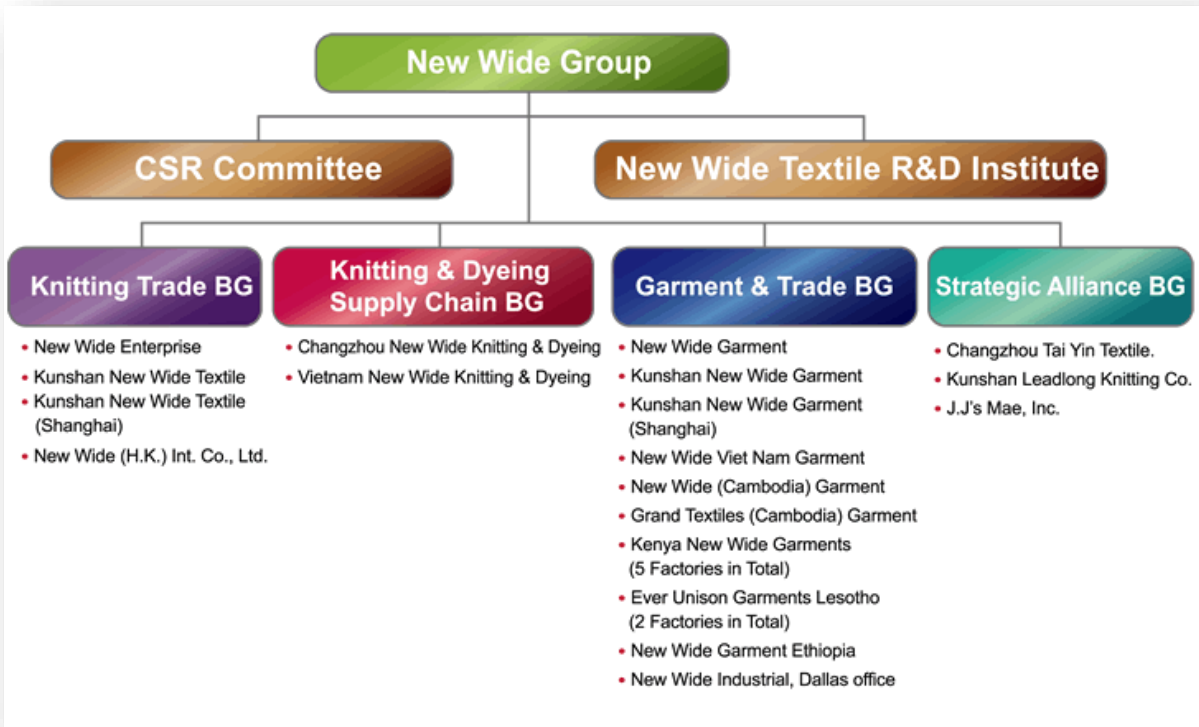 New Wide Group
CSR Committee
New Wide Textile R&D Institute
Knitting Trade BG
• New Wide Enterprise
• Kunshan New Wide Textile
• Kunshan New Wide Textile
(Shanghai)
• New Wide (H.K.) Int. Co., Ltd.
Knitting & Dyeing
Supply Chain BG
• Changzhou New Wide Knitting & Dyeing
• Vietnam New Wide Knitting & Dyeing
Garment & Trade BG
• New Wide Garment
• Kunshan New Wide Garment
• Kunshan New Wide Garment
(Shanghai)
• New Wide Viet Nam Garment
• New Wide (Cambodia) Garment
• Grand Textiles (Cambodia) Garment
• Kenya New Wide Garments
(5 Factories in Total)
• Ever Unison Garments Lesotho
(2 Factories in Total)
• New Wide Garment Ethiopia
• New Wide Industrial, Dallas office
Strategic Alliance BG
• Changzhou Tai Yin Textile.
• Kunshan Leadlong Knitting Co.
• J.J's Mae, Inc.